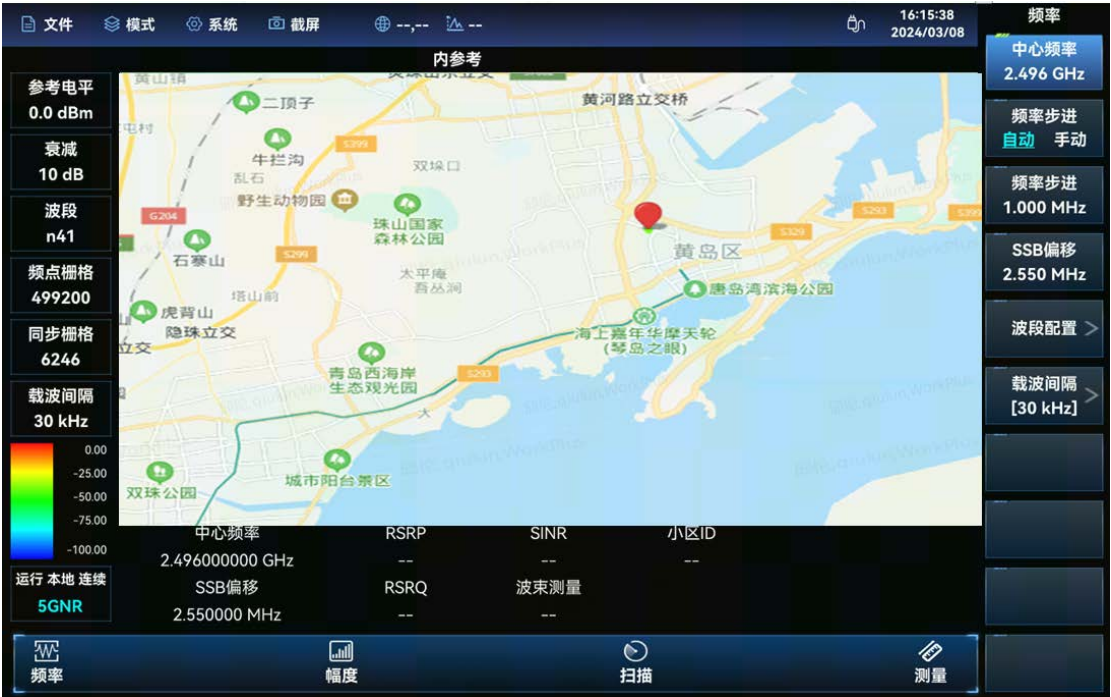 文件 模式 系统 截屏 --,-- -- 16:15:38
2024/03/08
频率
内参考
参考电平
0.0 dBm
衰减
10 dB
波段
n41
频点栅格
499200
同步栅格
6246
载波间隔
30 kHz
0.00
-25.00
-50.00
-75.00
-100.00
运行 本地 连续
5GNR
黄山镇
二顶子
黄河路立交桥
S399
牛栏沟
双垛口
乱石
野生动物园
珠山国家
森林公园
G204
S293
S399
S329
石寨山
S299
黄岛区
太平庵
吾丛涧
塔山前
唐岛湾滨海公园
虎背山
隐珠立交
立交
海上嘉年华摩天轮
(琴岛之眼)
青岛西海岸
生态观光园
S293
大
城市阳台景区
双珠公园
中心频率 RSRP SINR 小区ID
2.496000000 GHz -- -- --
SSB偏移 RSRQ 波束测量
2.550000 MHz -- --
中心频率
2.496 GHz
频率步进
自动 手动
频率步进
1.000 MHz
SSB偏移
2.550 MHz
波段配置 >
载波间隔 >
[30 kHz]
频率 幅度 扫描 测量